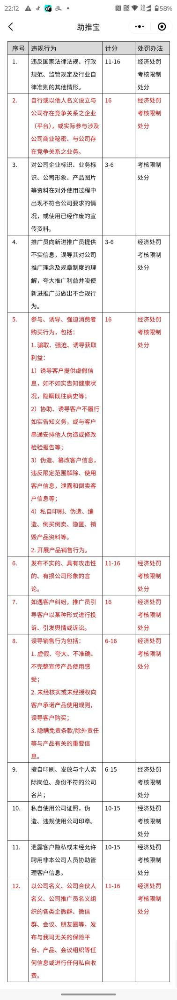 22:12
58%
助推宝
序号 违规行为 计分 处罚办法
1. 违反国家法律法规、行政 11-16 经济处罚
规范、监管规定及行业自 考核限制
律准则的其他情形。 处分
2. 自行或以他人名义设立与 16 经济处罚
公司存在竞争关系之企业 考核限制
（平台），或实际参与涉及 处分
公司商业秘密、与公司存
在竞争关系之业务。
3. 对公司企业标识、业务标 3-6 考核限制
识、公司形象、产品图片 处分
等资料在对外使用过程中
出现不符合公司要求的情
况，或使用已经作废的宣
传资料。
4. 推广员向新进推广员提供 3-6 经济处罚
不实信息，误导其对公司 考核限制
推广理念及规章制度的理 处分
解，夸大推广利益并唆使
新进推广员做出不合规行
为。
5. 参与、诱导、强迫消费者 16 经济处罚
购买行为，包括： 考核限制
1. 骗取、强迫、诱导获取 处分
利益：
1）诱导客户提供虚假信
息，如不如实告知健康状
况，隐瞒既往病史等；
2）协助、诱导客户不履行
如实告知义务，或与客户
串通安排他人伪造或修改
检验报告等；
3）伪造、篡改客户信息，
违反限定范围解除、使用
客户信息，泄露和倒卖客
户信息等；
4）私自印刷、伪造、编
造、倒买倒卖、隐匿、销
毁产品资料等。
2. 开展产品销售行为。
6. 发布不实的、具有攻击性 11-16 经济处罚
的、有损公司形象的言 考核限制
论。 处分
7. 如遇客户纠纷，推广员引 16 经济处罚
导客户以某种形式进行投 考核限制
诉、引发舆情或诉讼。 处分
8. 误导销售行为包括： 6-16 经济处罚
1. 虚假、夸大、不准确、 考核限制
不完整宣传产品使用感 处分
受；
2. 未经核实或未经授权向
客户承诺产品使用规则，
误导客户购买；
3. 隐瞒免责条款/除外责任
等与产品有关的重要信
息。
9. 擅自印刷、发放与个人实 6-15 经济处罚
际岗位、身份不符的公司 考核限制
名片； 处分
10. 私自使用公司证照，伪 10-15 经济处罚
造、违规使用公司印章。 考核限制
处分
11. 泄露客户隐私或未经允许 10-15 经济处罚
聘用非本公司人员协助管 考核限制
理客户信息。 处分
12. 以公司名义、公司合伙人 11-16 经济处罚
名义、公司推广员名义组 考核限制
织的各类企微群、微信 处分
群、会议、朋友圈等，发
布与我司无关的保险平
台、产品、会议组织等任
何信息或进行任何私自收
费。